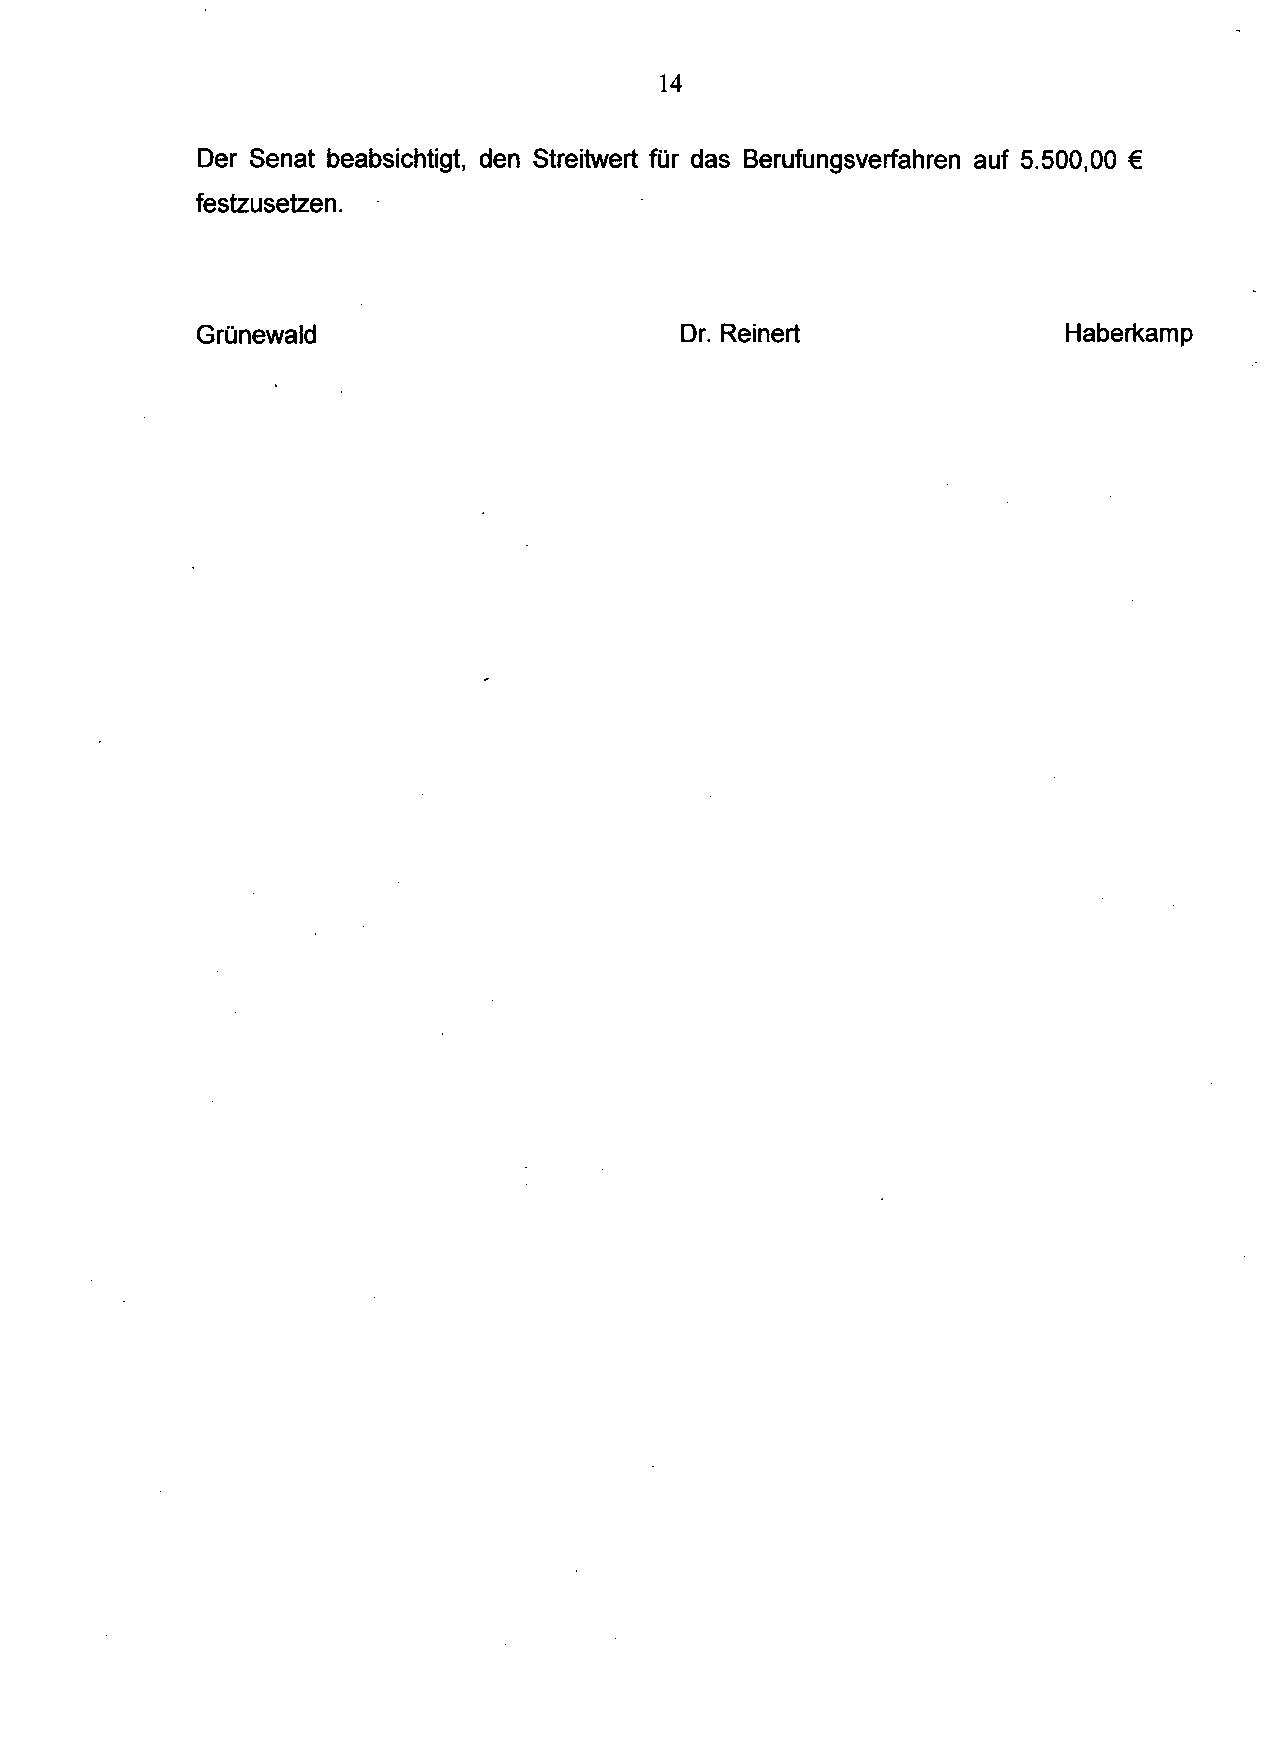 14
Der Senat beabsichtigt, den Streitwert für das Berufungsverfahren auf 5.500,00 €
festzusetzen.
Grünewald Dr. Reinert Haberkamp